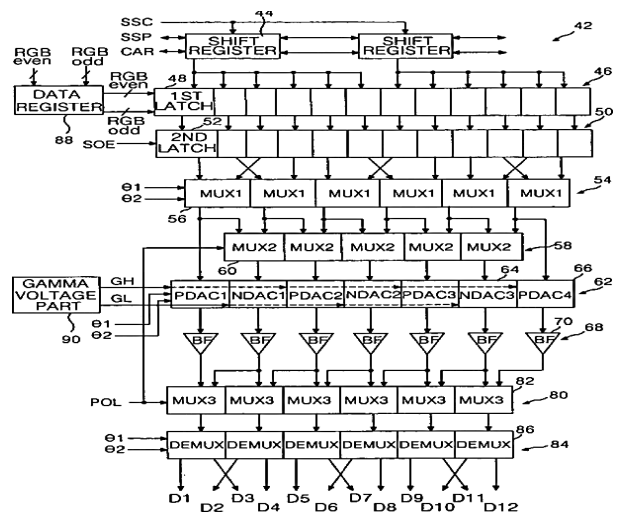 SSC
44
42
SSP
CAR
SHIFT REGISTER
SHIFT REGISTER
RGB even
RGB odd
DATA REGISTER
88
RGB even
RGB odd
48
1ST LATCH
46
SOE
52
2ND LATCH
50
Θ1
Θ2
MUX1 MUX1 MUX1 MUX1 MUX1 MUX1
54
56
MUX2 MUX2 MUX2 MUX2 MUX2
58
60
GAMMA VOLTAGE PART
90
GH
GL
Θ1
Θ2
64
66
62
PDAC1 NDAC1 PDAC2 NDAC2 PDAC3 NDAC3 PDAC4
BF BF BF BF BF BF BF
70
68
POL
MUX3 MUX3 MUX3 MUX3 MUX3 MUX3
82
80
Θ1
Θ2
DEMUX DEMUX DEMUX DEMUX DEMUX DEMUX
86
84
D1 D2 D3 D4 D5 D6 D7 D8 D9 D10 D11 D12